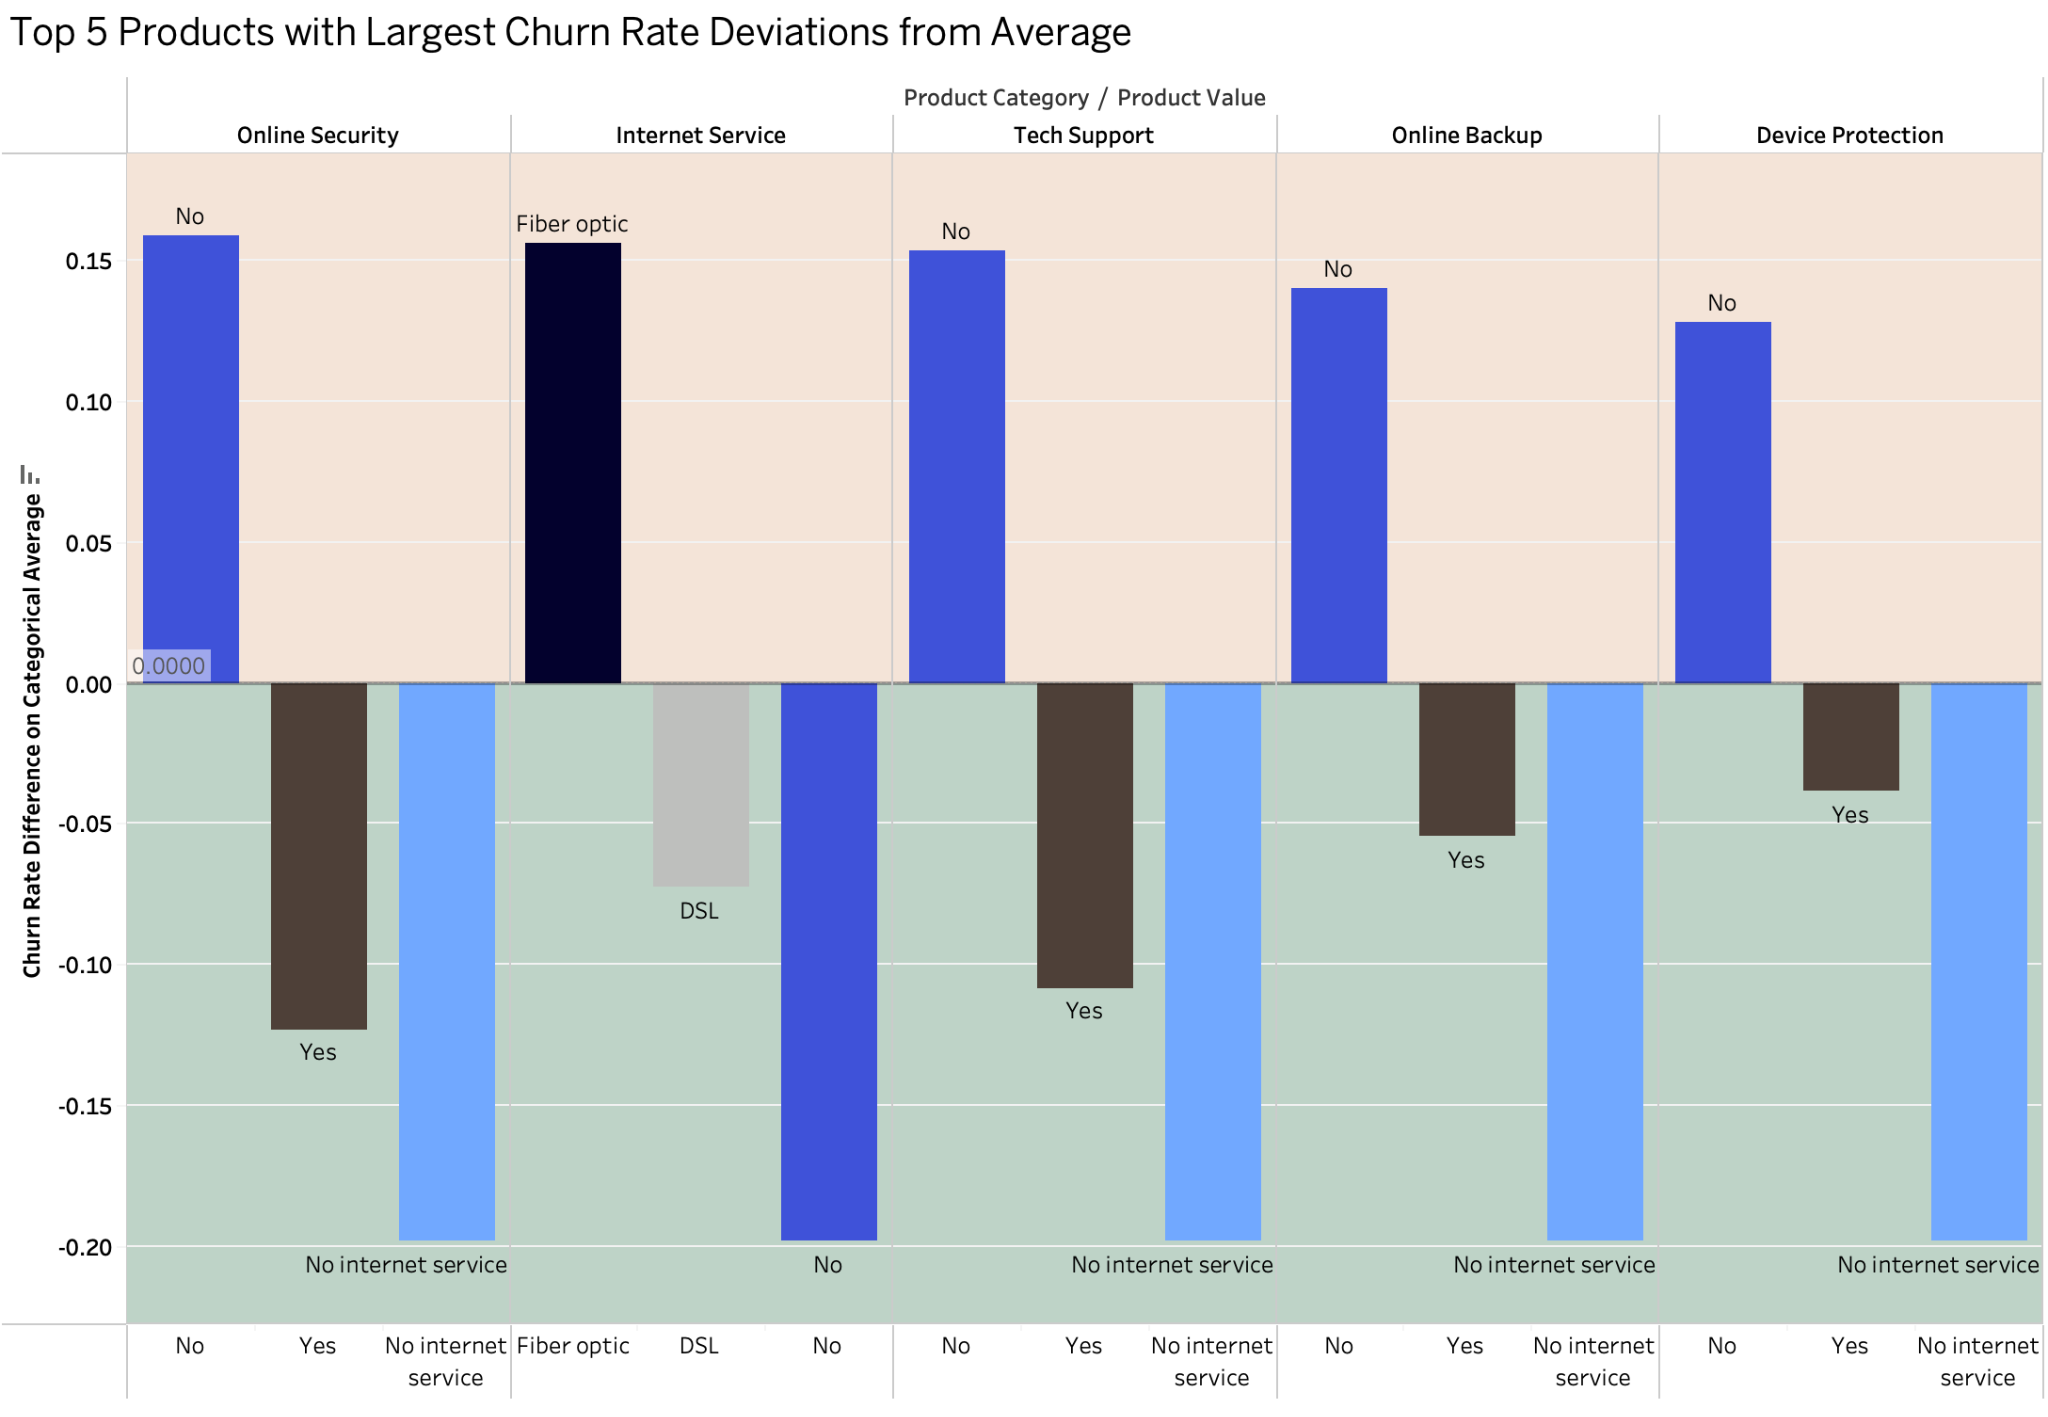 Top 5 Products with Largest Churn Rate Deviations from Average
Product Category / Product Value
Online Security
Internet Service
Tech Support
Online Backup
Device Protection
Churn Rate Difference on Categorical Average
0.15
0.10
0.05
0.00
-0.05
-0.10
-0.15
-0.20
0.0000
No
Yes
No internet service
Fiber optic
DSL
No
No
Yes
No internet service
No
Yes
No internet service
No
Yes
No internet service
No
Yes
No internet
service
Fiber optic
DSL
No
No
Yes
No internet
service
No
Yes
No internet
service
No
Yes
No internet
service